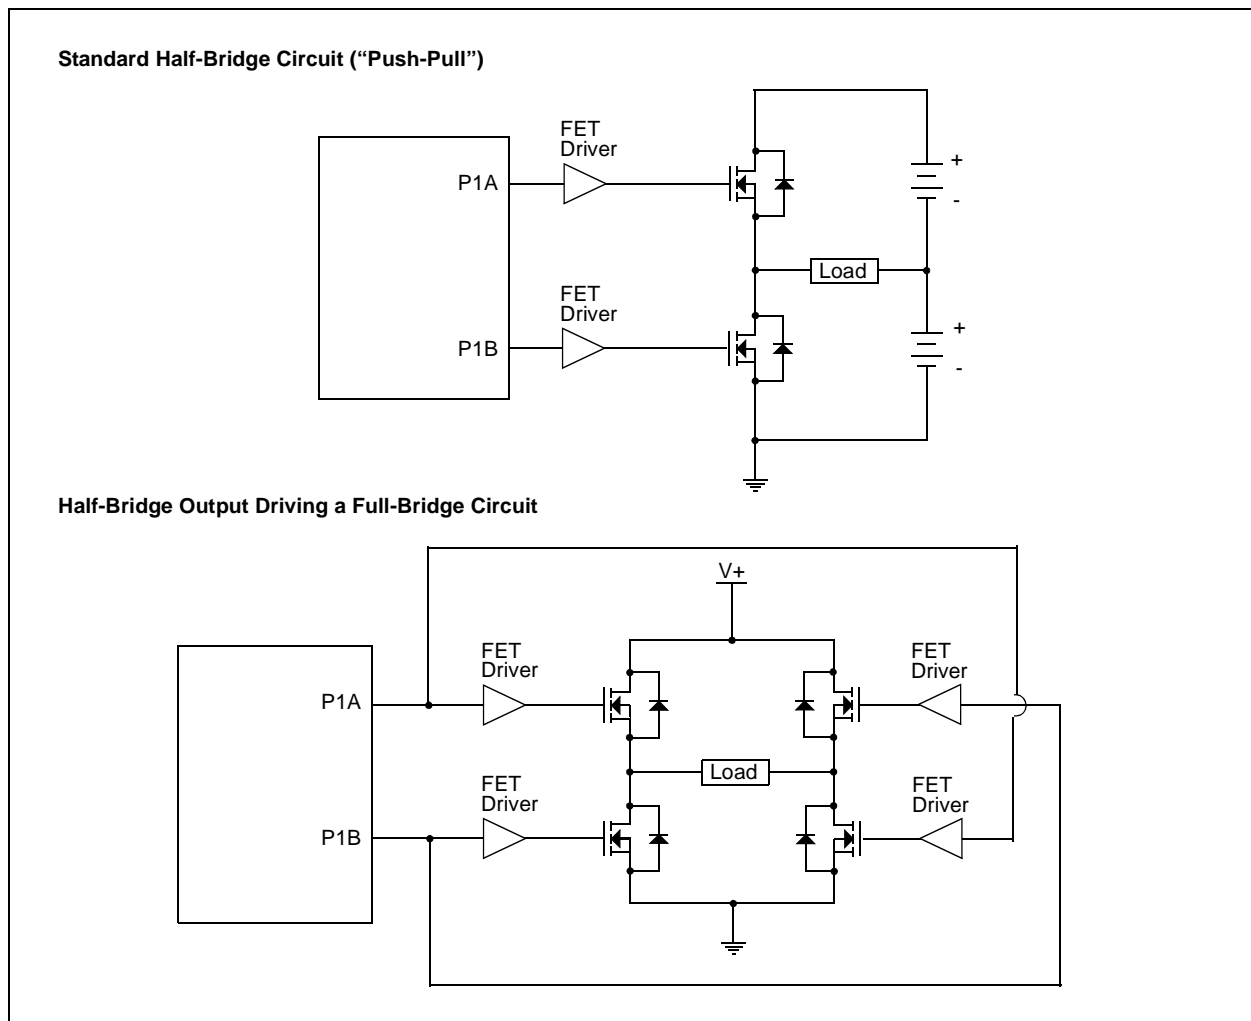 Standard Half-Bridge Circuit (“Push-Pull”)
FET
Driver
P1A
+
-
Load
FET
Driver
P1B
+
-
Half-Bridge Output Driving a Full-Bridge Circuit
V+
FET
Driver
FET
Driver
P1A
Load
FET
Driver
FET
Driver
P1B